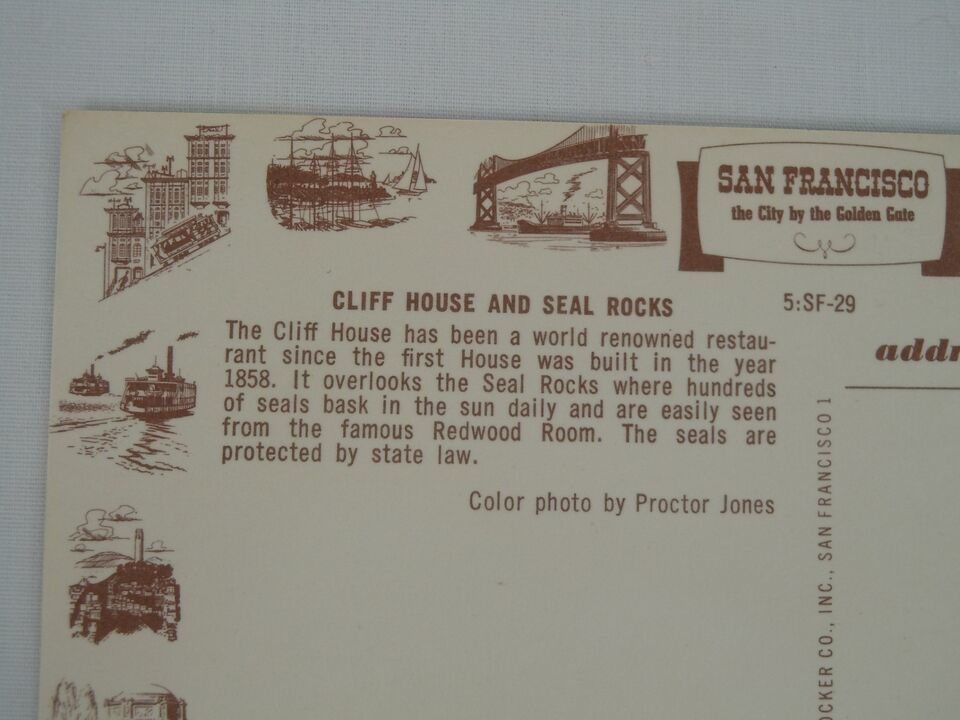 SAN FRANCISCO
the City by the Golden Gate
CLIFF HOUSE AND SEAL ROCKS
5:SF-29
The Cliff House has been a world renowned restau-
rant since the first House was built in the year
1858. It overlooks the Seal Rocks where hundreds
of seals bask in the sun daily and are easily seen
from the famous Redwood Room. The seals are
protected by state law.
Color photo by Proctor Jones
addr
OCKER CO., INC., SAN FRANCISCO 1